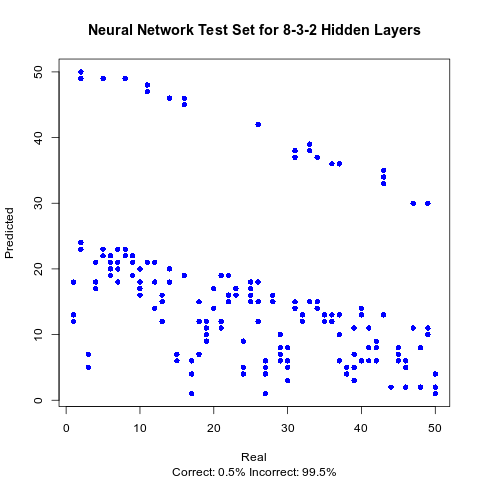 Neural Network Test Set for 8-3-2 Hidden Layers
Predicted
50
40
30
20
10
0
0 10 20 30 40 50
Real
Correct: 0.5% Incorrect: 99.5%